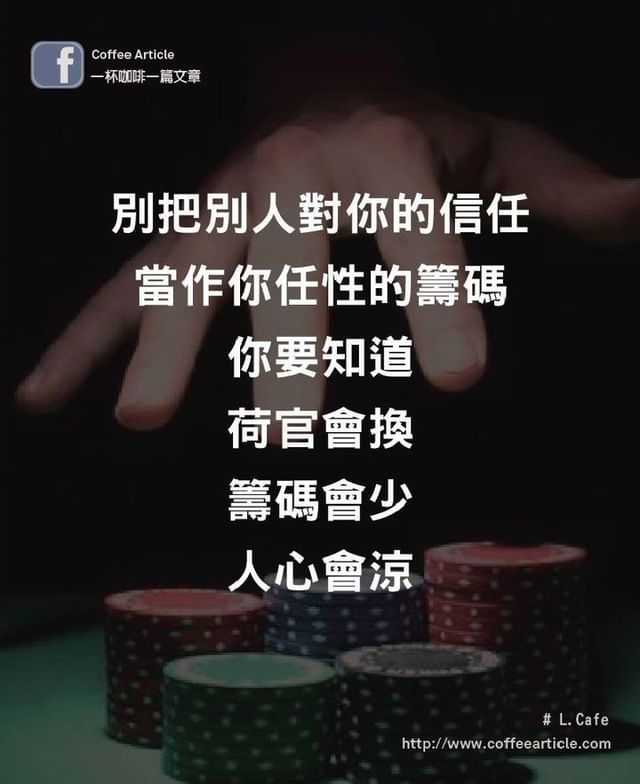 f
Coffee Article
一杯咖啡一篇文章
別把別人對你的信任
當作你任性的籌碼
你要知道
荷官會換
籌碼會少
人心會涼
# L.Cafe
http://www.coffeearticle.com